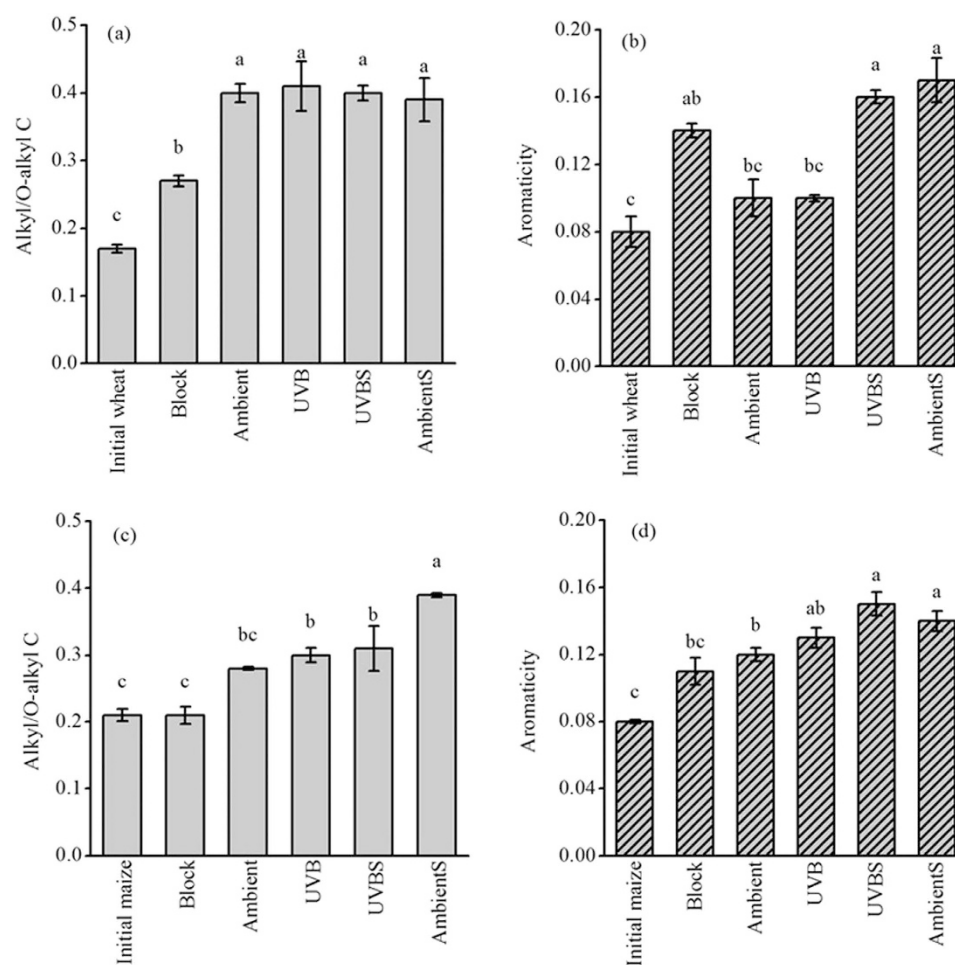 (a)
Alkyl/O-alkyl C
0.5
0.4
0.3
0.2
0.1
0.0
c
b
a
a
a
a
Initial wheat
Block
Ambient
UVB
UVBS
AmbientS
(b)
Aromaticity
0.20
0.16
0.12
0.08
0.04
0.00
c
ab
bc
bc
a
a
Initial wheat
Block
Ambient
UVB
UVBS
AmbientS
(c)
Alkyl/O-alkyl C
0.5
0.4
0.3
0.2
0.1
0.0
c
c
bc
b
b
a
Initial maize
Block
Ambient
UVB
UVBS
AmbientS
(d)
Aromaticity
0.20
0.16
0.12
0.08
0.04
0.00
c
bc
b
ab
a
a
Initial maize
Block
Ambient
UVB
UVBS
AmbientS